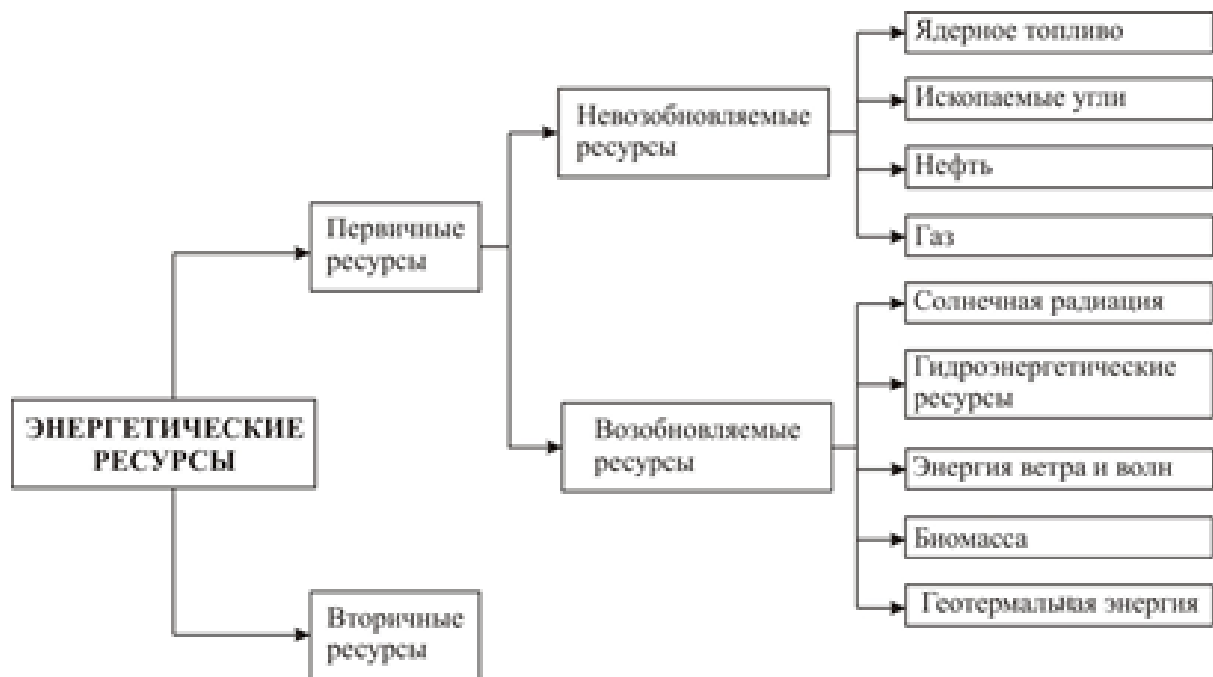 ЭНЕРГЕТИЧЕСКИЕ
РЕСУРСЫ
Первичные
ресурсы
Вторичные
ресурсы
Невозобновляемые
ресурсы
Возобновляемые
ресурсы
Ядерное топливо
Ископаемые угли
Нефть
Газ
Солнечная радиация
Гидроэнергетические
ресурсы
Энергия ветра и волн
Биомасса
Геотермальная энергия